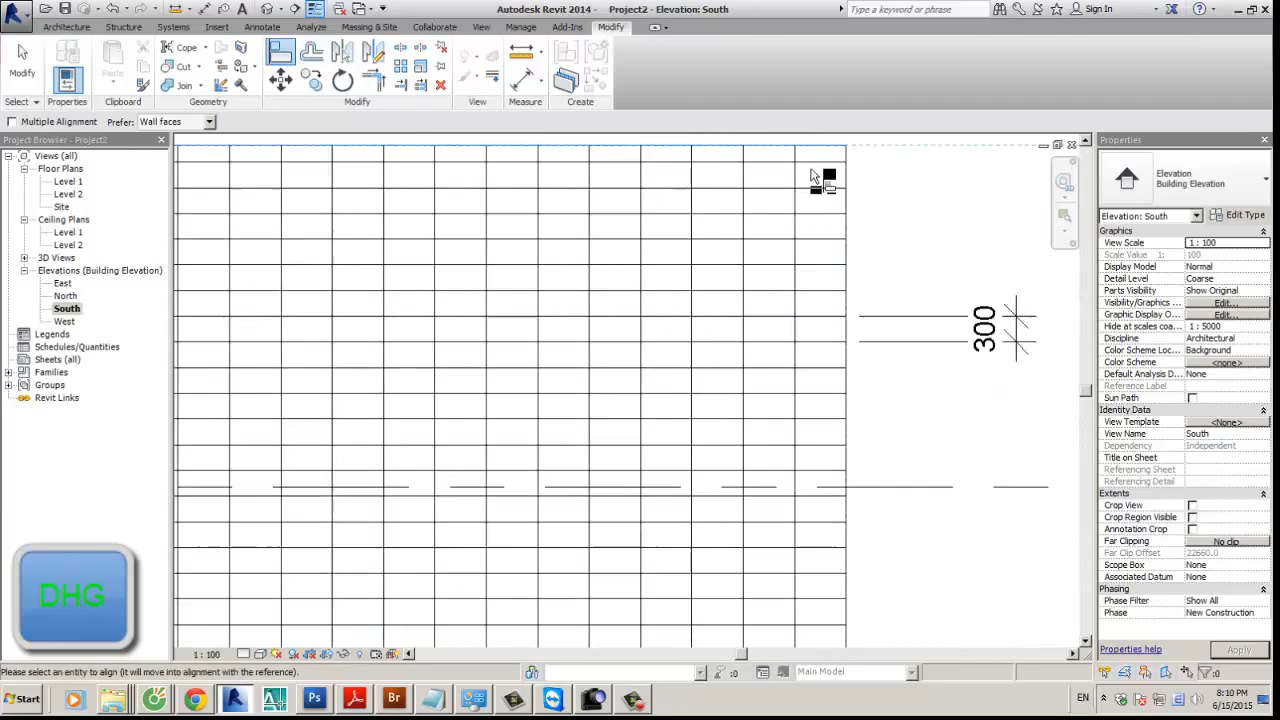 Autodesk Revit 2014 - Project2 - Elevation: South
Type a keyword or phrase
Sign In
Architecture Structure Systems Insert Annotate Analyze Massing & Site Collaborate View Manage Add-Ins Modify
Modify
Paste
Cope
Cut
Join
Select Properties Clipboard Geometry Modify View Measure Create
Multiple Alignment Prefer: Wall faces
Project Browser - Project2
Views (all)
Floor Plans
Level 1
Level 2
Site
Ceiling Plans
Level 1
Level 2
3D Views
Elevations (Building Elevation)
East
North
South
West
Legends
Schedules/Quantities
Sheets (all)
Families
Groups
Revit Links
DHG
300
Properties
Elevation
Building Elevation
Elevation: South Edit Type
Graphics
View Scale 1 : 100
Scale Value 1: 100
Display Model Normal
Detail Level Coarse
Parts Visibility Show Original
Visibility/Graphics ... Edit...
Graphic Display O... Edit...
Hide at scales coa... 1 : 5000
Discipline Architectural
Color Scheme Loc... Background
Color Scheme <none>
Default Analysis D... None
Reference Label
Sun Path
Identity Data
View Template <None>
View Name South
Dependency Independent
Title on Sheet
Referencing Sheet
Referencing Detail
Extents
Crop View
Crop Region Visible
Annotation Crop
Far Clipping No clip
Far Clip Offset 22660.0
Scope Box None
Associated Datum None
Phasing
Phase Filter Show All
Phase New Construction
Properties help Apply
1 : 100
Please select an entity to align (it will move into alignment with the reference).
:0 Main Model :0
Start
Ps
Br
EN
8:10 PM
6/15/2015